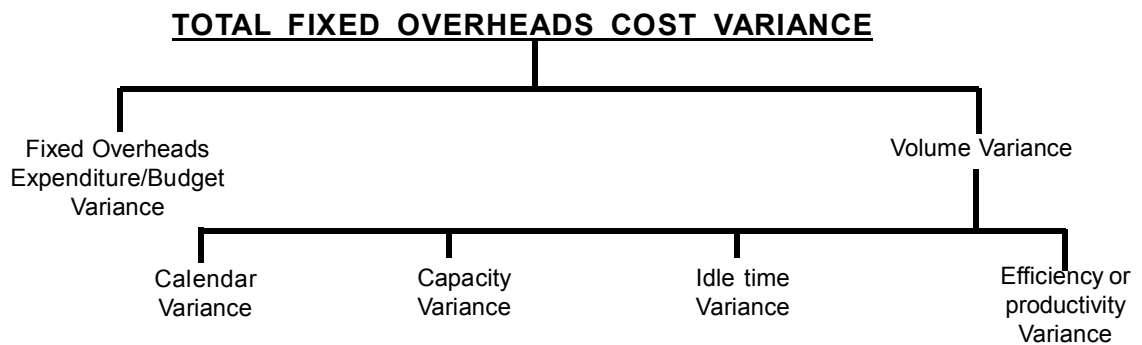 TOTAL FIXED OVERHEADS COST VARIANCE
Fixed Overheads
Expenditure/Budget
Variance
Volume Variance
Calendar
Variance
Capacity
Variance
Idle time
Variance
Efficiency or
productivity
Variance